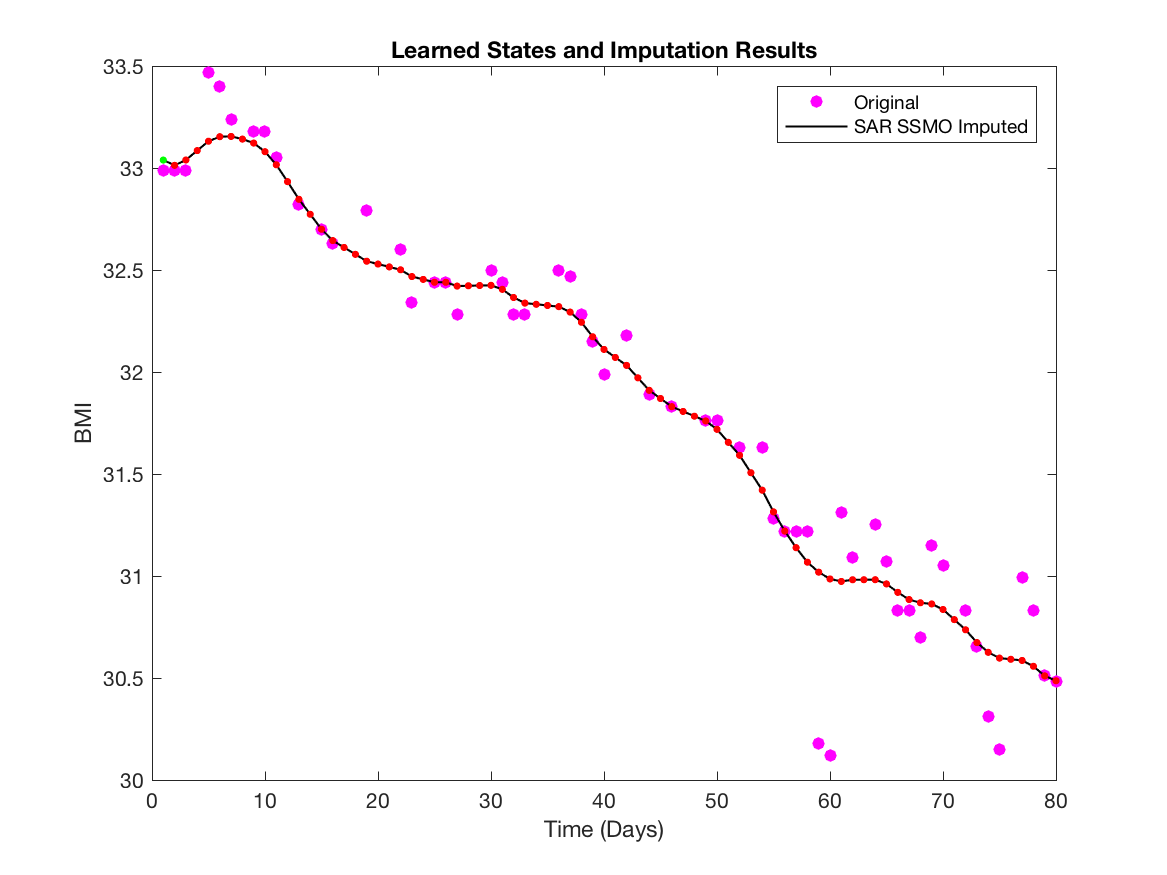 Learned States and Imputation Results
Original
SAR SSMO Imputed
33.5
33
32.5
32
31.5
31
30.5
30
BMI
0 10 20 30 40 50 60 70 80
Time (Days)